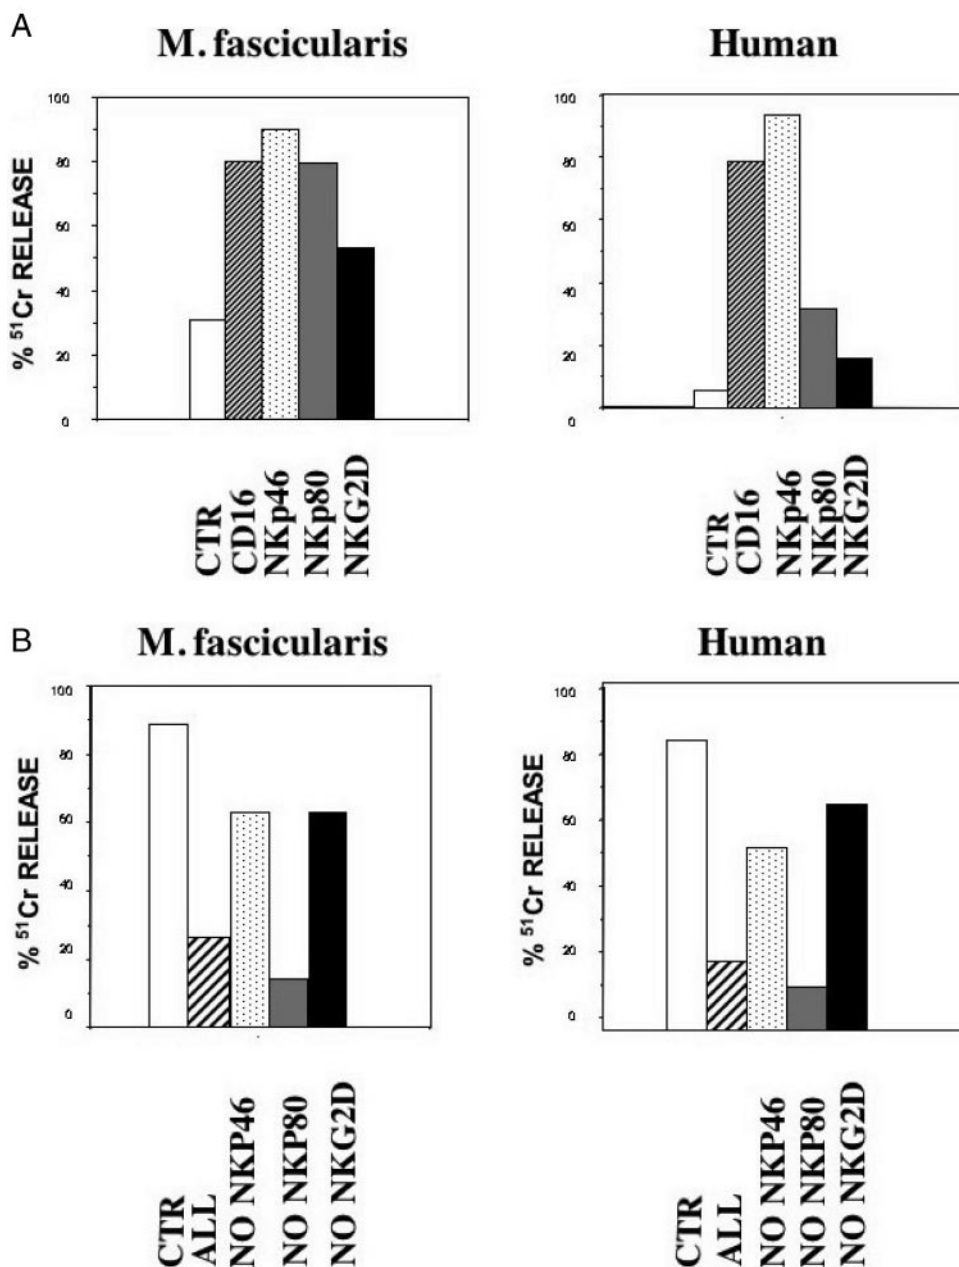 A
M. fascicularis
Human
% ⁵¹Cr RELEASE
100
80
60
40
20
0
CTR
CD16
NKp46
NKp80
NKG2D
100
80
60
40
20
0
CTR
CD16
NKp46
NKp80
NKG2D
B
M. fascicularis
Human
% ⁵¹Cr RELEASE
100
80
60
40
20
0
CTR
ALL
NO NKP46
NO NKP80
NO NKG2D
% ⁵¹Cr RELEASE
100
80
60
40
20
0
CTR
ALL
NO NKP46
NO NKP80
NO NKG2D